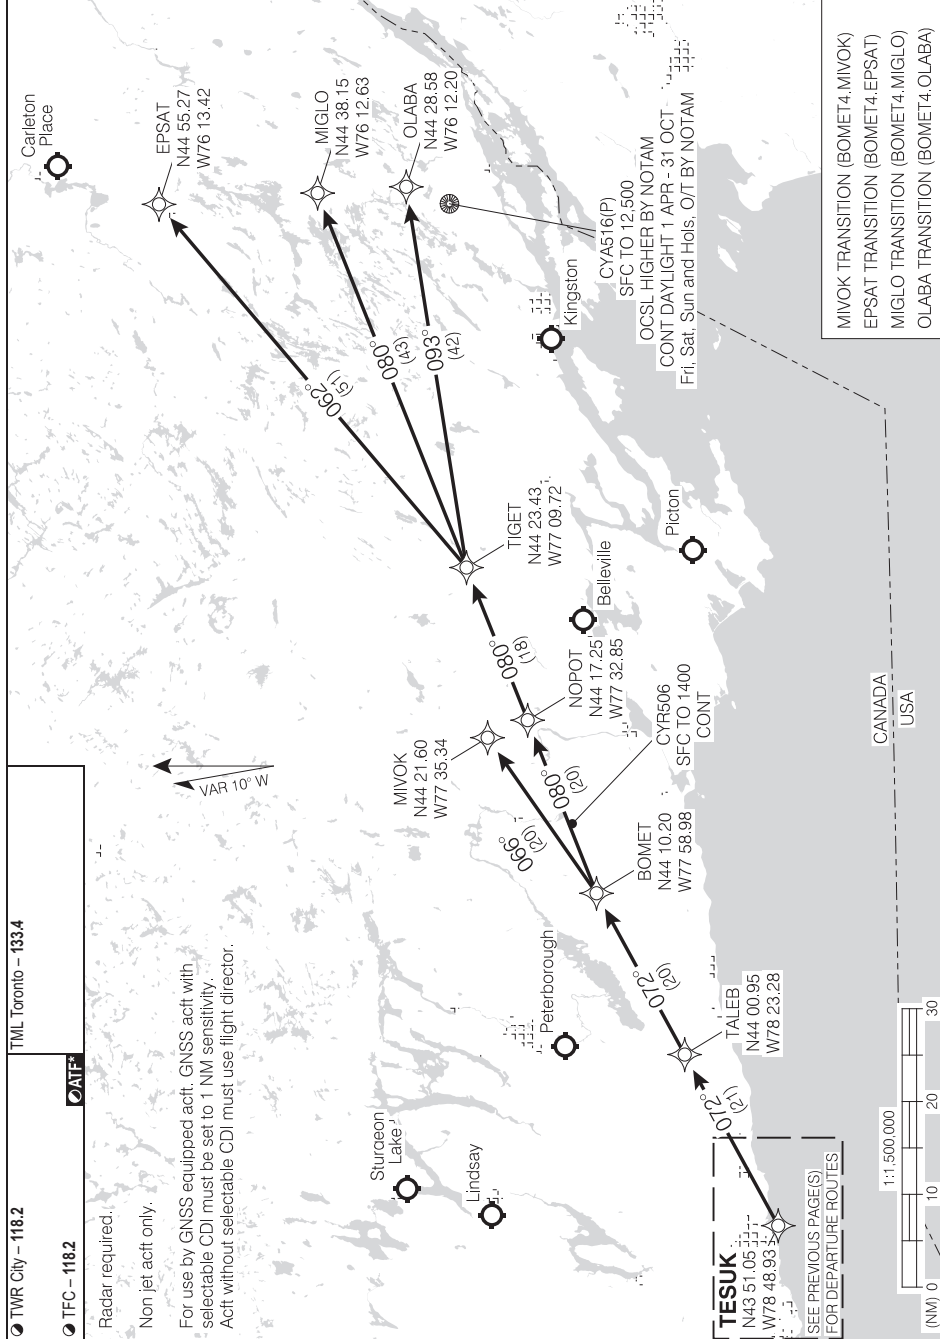 TWR City – 118.2
TML Toronto – 133.4
TFC – 118.2
ATF*
Radar required.
Non jet acft only.
For use by GNSS equipped acft. GNSS acft with
selectable CDI must be set to 1 NM sensitivity.
Acft without selectable CDI must use flight director.
VAR 10° W
Carleton
Place
EPSAT
N44 55.27
W76 13.42
MIGLO
N44 38.15
W76 12.63
OLABA
N44 28.58
W76 12.20
062°
(51)
080°
(43)
093°
(42)
CYA516(P)
SFC TO 12,500
OCSL HIGHER BY NOTAM
CONT DAYLIGHT 1 APR - 31 OCT
Fri, Sat, Sun and Hols, O/T BY NOTAM
Kingston
TIGET
N44 23.43
W77 09.72
Picton
Belleville
080°
(18)
NOPOT
N44 17.25
W77 32.85
MIVOK
N44 21.60
W77 35.34
080°
(20)
066°
(20)
CYR506
SFC TO 1400
CONT
BOMET
N44 10.20
W77 58.98
Peterborough
072°
(20)
TALEB
N44 00.95
W78 23.28
Sturgeon
Lake
Lindsay
072°
(21)
TESUK
N43 51.05
W78 48.93
SEE PREVIOUS PAGE(S)
FOR DEPARTURE ROUTES
CANADA
USA
1:1,500,000
(NM) 0 10 20 30
MIVOK TRANSITION (BOMET4.MIVOK)
EPSAT TRANSITION (BOMET4.EPSAT)
MIGLO TRANSITION (BOMET4.MIGLO)
OLABA TRANSITION (BOMET4.OLABA)